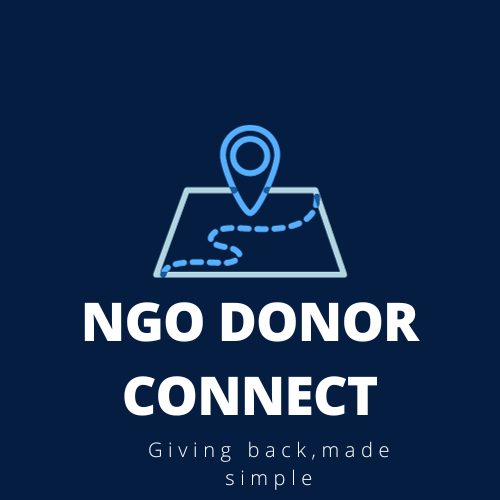 NGO DONOR
CONNECT
Giving back,made
simple